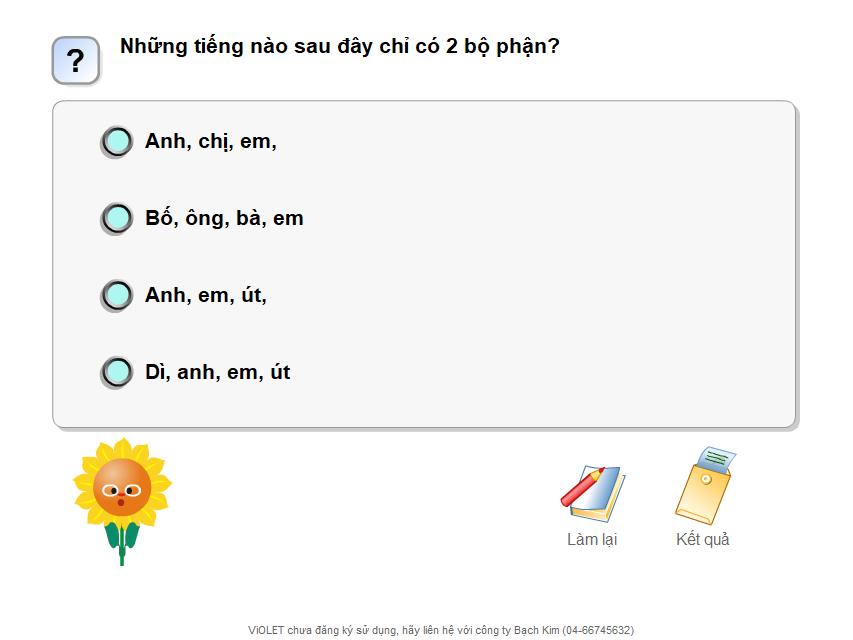 ?
Những tiếng nào sau đây chỉ có 2 bộ phận?
Anh, chị, em,
Bố, ông, bà, em
Anh, em, út,
Dì, anh, em, út
Làm lại
Kết quả
ViOLET chưa đăng ký sử dụng, hãy liên hệ với công ty Bạch Kim (04-66745632)